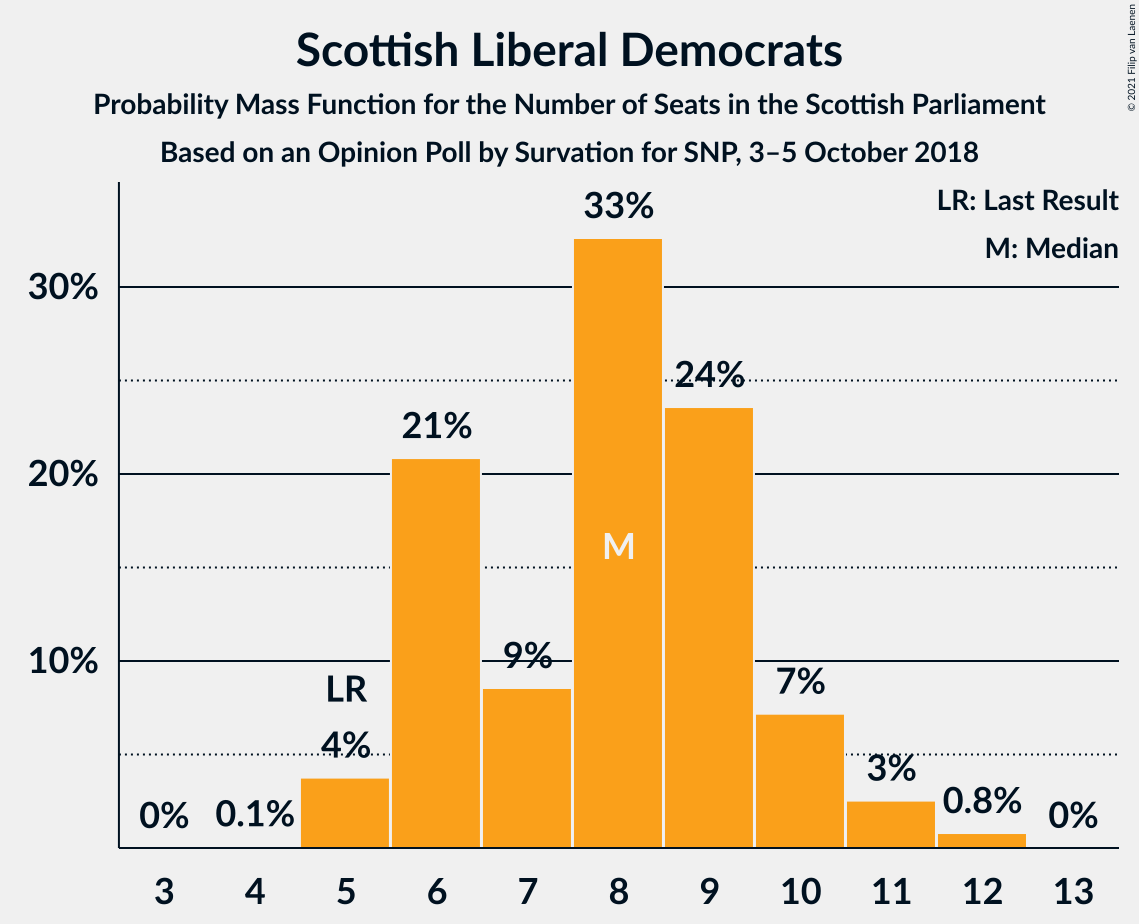 © 2021 Filip van Laenen
Scottish Liberal Democrats
Probability Mass Function for the Number of Seats in the Scottish Parliament
Based on an Opinion Poll by Survation for SNP, 3–5 October 2018
LR: Last Result
M: Median
30%
20%
10%
0%
0.1%
LR
4%
21%
9%
33%
M
24%
7%
3%
0.8%
0%
3 4 5 6 7 8 9 10 11 12 13